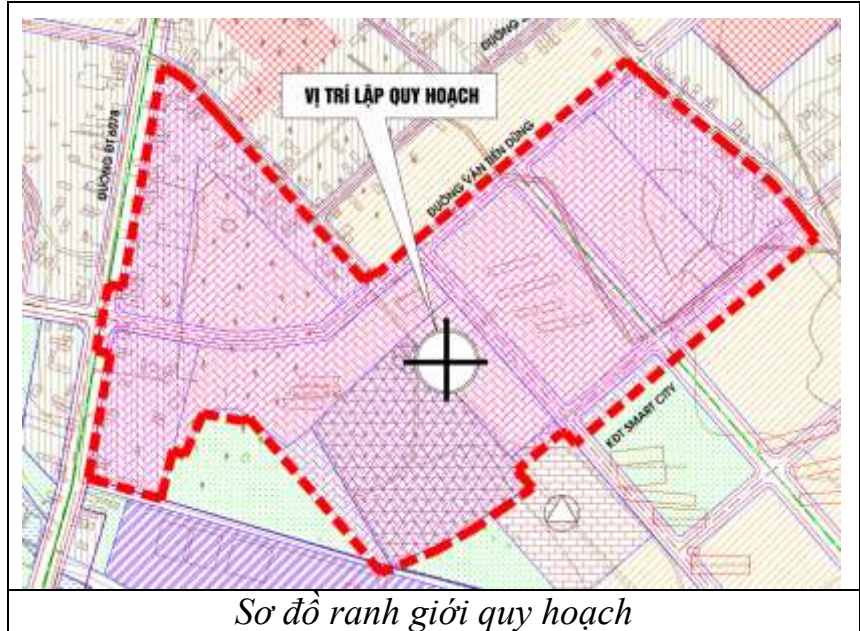 VỊ TRÍ LẬP QUY HOẠCH
ĐƯỜNG ĐT 607B
ĐƯỜNG VĂN TIẾN DŨNG
KĐT SMART CITY
Sơ đồ ranh giới quy hoạch